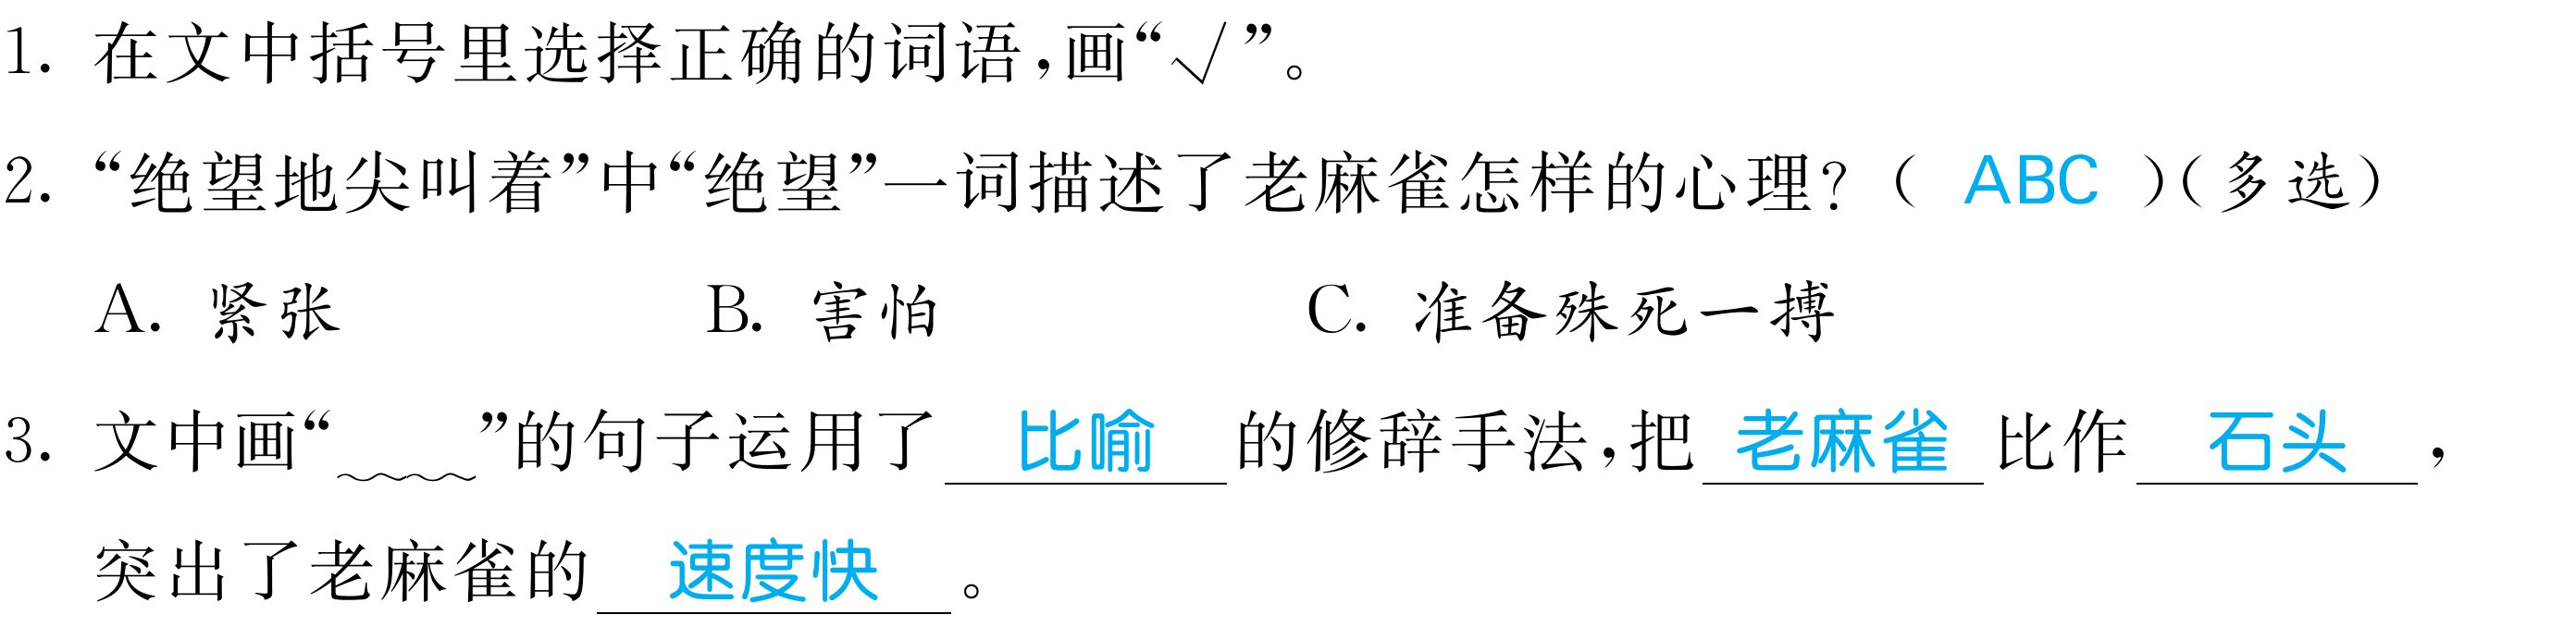 1. 在文中括号里选择正确的词语,画“√”。
2. “绝望地尖叫着”中“绝望”一词描述了老麻雀怎样的心理?( ABC )(多选)
A. 紧张 B. 害怕 C. 准备殊死一搏
3. 文中画“﹏﹏”的句子运用了 比喻 的修辞手法,把 老麻雀 比作 石头 ,
突出了老麻雀的 速度快 。